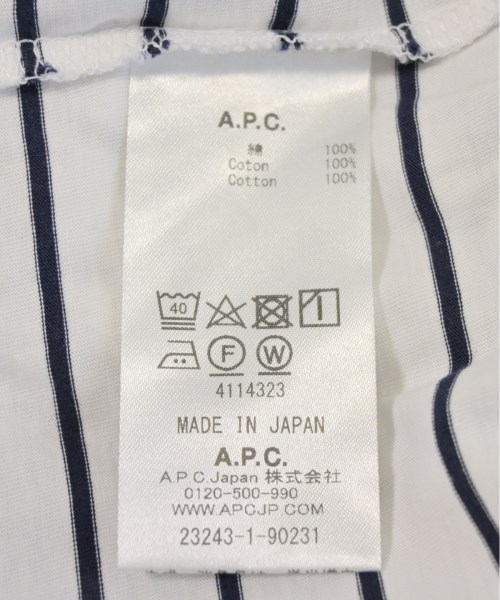 A.P.C.
綿 100%
Coton 100%
Cotton 100%
40
F W
4114323
MADE IN JAPAN
A.P.C.
A.P.C.Japan 株式会社
0120-500-990
WWW.APCJP.COM
23243-1-90231